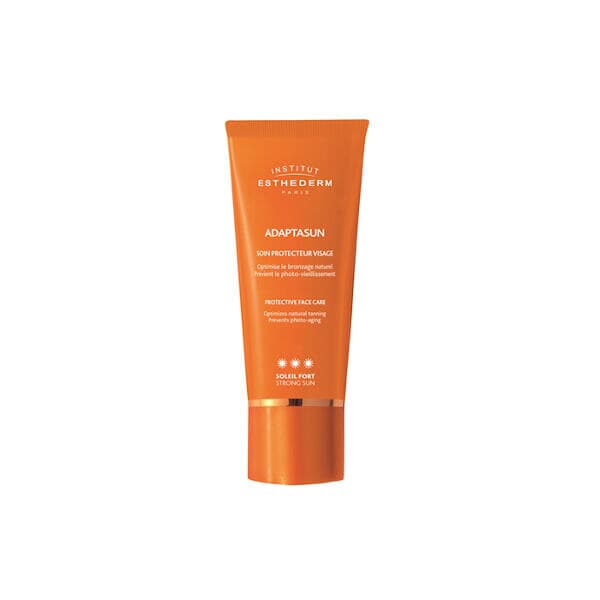 INSTITUT
ESTHEDERM
PARIS
ADAPTASUN
SOIN PROTECTEUR VISAGE
Optimise le bronzage naturel
Prévient le photo-vieillissement
PROTECTIVE FACE CARE
Optimizes natural tanning
Prevents photo-aging
SOLEIL FORT
STRONG SUN